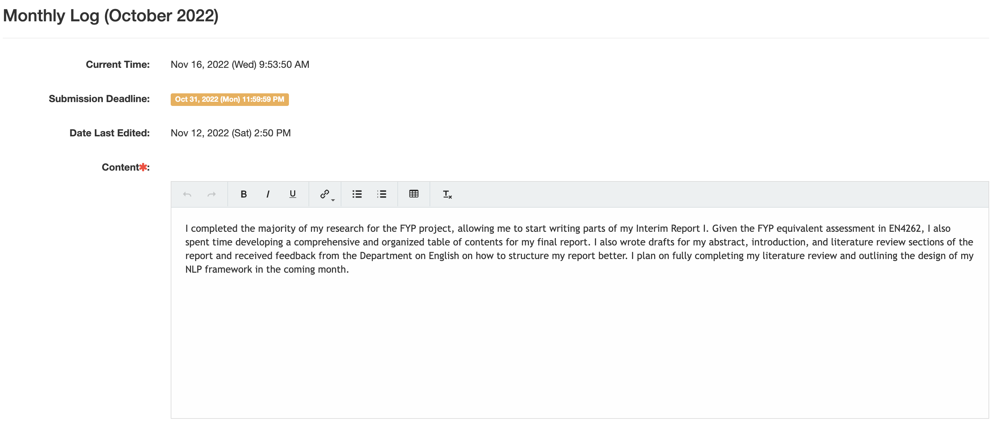 Monthly Log (October 2022)
Current Time: Nov 16, 2022 (Wed) 9:53:50 AM
Submission Deadline: Oct 31, 2022 (Mon) 11:59:59 PM
Date Last Edited: Nov 12, 2022 (Sat) 2:50 PM
Content*:
B I U
I completed the majority of my research for the FYP project, allowing me to start writing parts of my Interim Report I. Given the FYP equivalent assessment in EN4262, I also
spent time developing a comprehensive and organized table of contents for my final report. I also wrote drafts for my abstract, introduction, and literature review sections of the
report and received feedback from the Department on English on how to structure my report better. I plan on fully completing my literature review and outlining the design of my
NLP framework in the coming month.